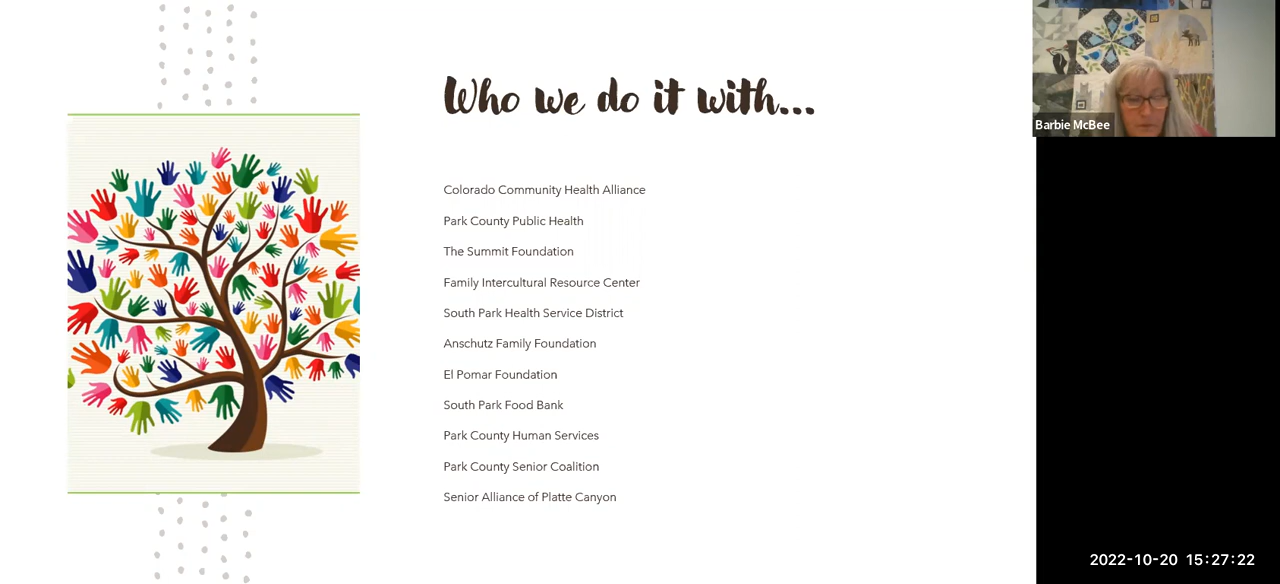 Who we do it with...
Colorado Community Health Alliance
Park County Public Health
The Summit Foundation
Family Intercultural Resource Center
South Park Health Service District
Anschutz Family Foundation
El Pomar Foundation
South Park Food Bank
Park County Human Services
Park County Senior Coalition
Senior Alliance of Platte Canyon
Barbie McBee
2022-10-20 15:27:22